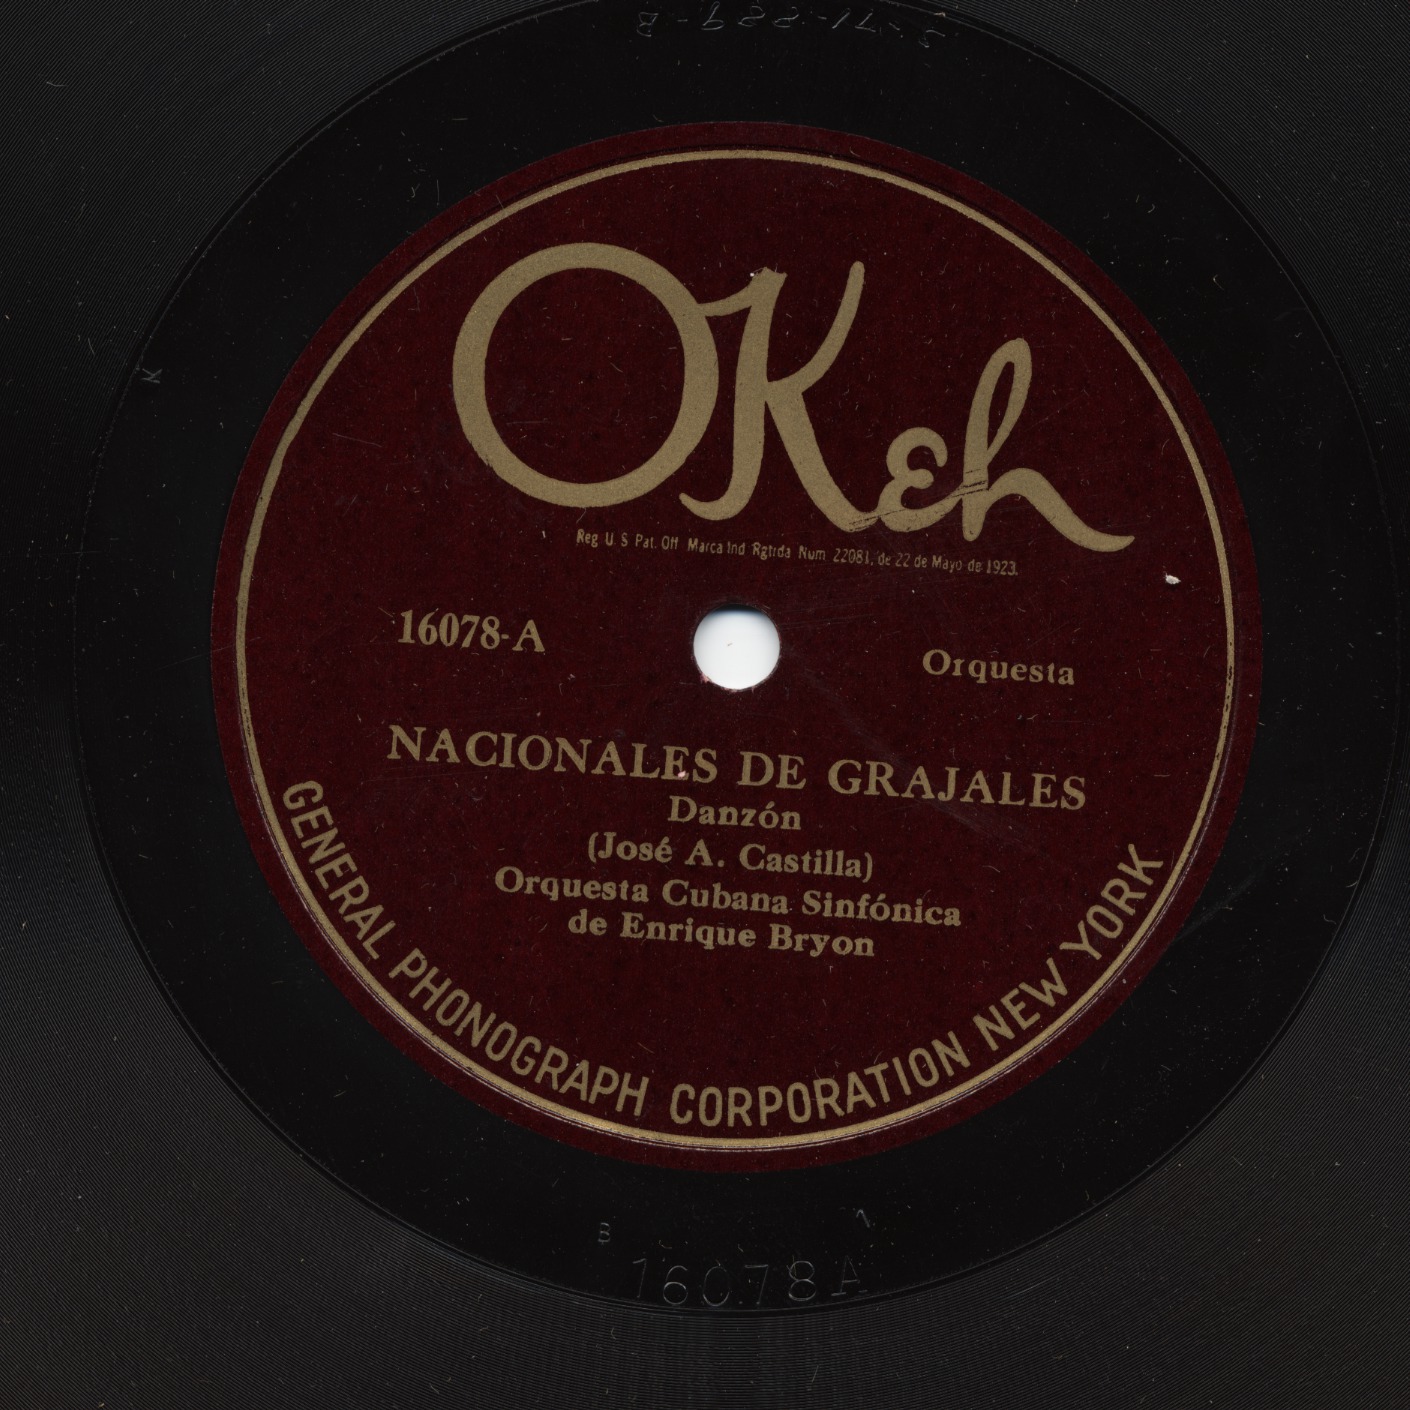 OKeh
Reg. U. S. Pat. Off. Marca Ind. Rgtrda Num. 22081, de 22 de Mayo de 1923.
16078-A
Orquesta
NACIONALES DE GRAJALES
Danzón
(José A. Castilla)
Orquesta Cubana Sinfónica
de Enrique Bryon
GENERAL PHONOGRAPH CORPORATION NEW YORK
K
B
16078A